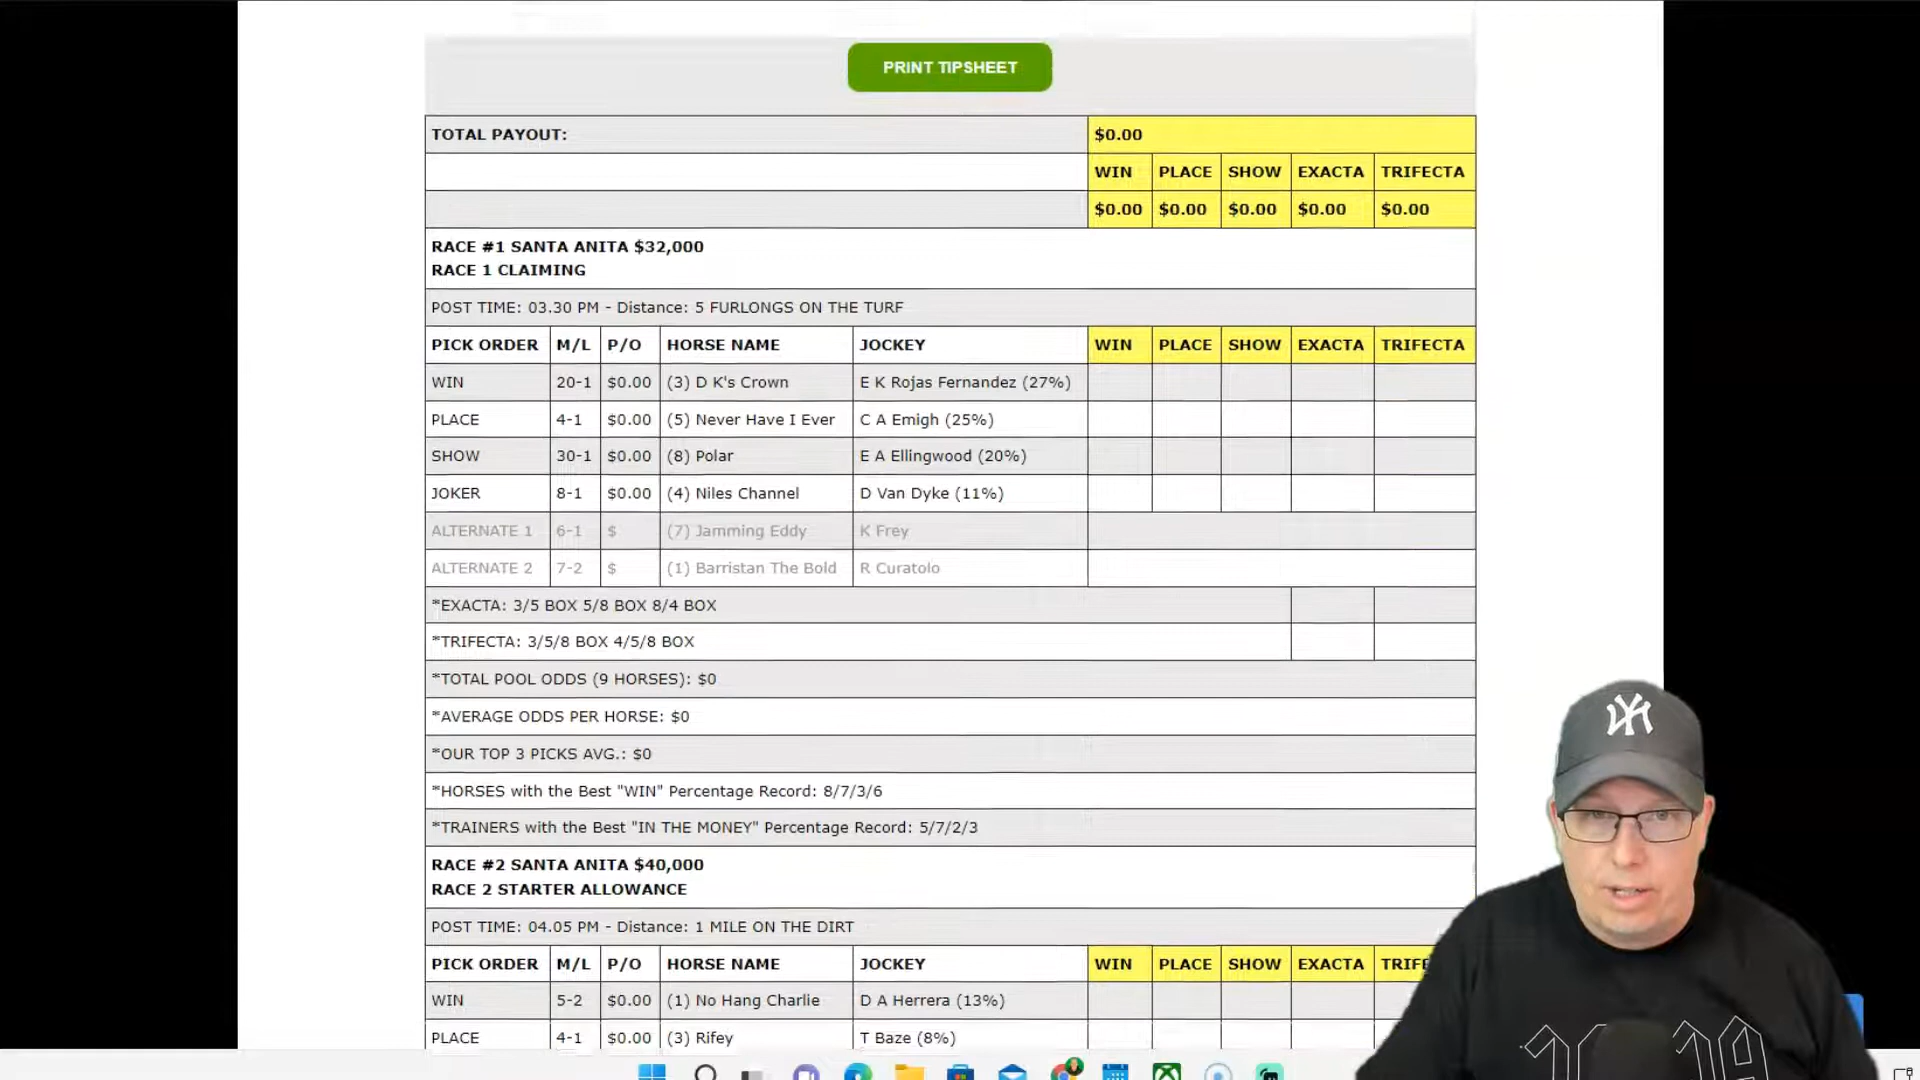 PRINT TIPSHEET
TOTAL PAYOUT: $0.00
WIN PLACE SHOW EXACTA TRIFECTA
$0.00 $0.00 $0.00 $0.00 $0.00
RACE #1 SANTA ANITA $32,000
RACE 1 CLAIMING
POST TIME: 03.30 PM - Distance: 5 FURLONGS ON THE TURF
PICK ORDER M/L P/O HORSE NAME JOCKEY WIN PLACE SHOW EXACTA TRIFECTA
WIN 20-1 $0.00 (3) D K's Crown E K Rojas Fernandez (27%)
PLACE 4-1 $0.00 (5) Never Have I Ever C A Emigh (25%)
SHOW 30-1 $0.00 (8) Polar E A Ellingwood (20%)
JOKER 8-1 $0.00 (4) Niles Channel D Van Dyke (11%)
ALTERNATE 1 6-1 $ (7) Jamming Eddy K Frey
ALTERNATE 2 7-2 $ (1) Barristan The Bold R Curatolo
*EXACTA: 3/5 BOX 5/8 BOX 8/4 BOX
*TRIFECTA: 3/5/8 BOX 4/5/8 BOX
*TOTAL POOL ODDS (9 HORSES): $0
*AVERAGE ODDS PER HORSE: $0
*OUR TOP 3 PICKS AVG.: $0
*HORSES with the Best "WIN" Percentage Record: 8/7/3/6
*TRAINERS with the Best "IN THE MONEY" Percentage Record: 5/7/2/3
RACE #2 SANTA ANITA $40,000
RACE 2 STARTER ALLOWANCE
POST TIME: 04.05 PM - Distance: 1 MILE ON THE DIRT
PICK ORDER M/L P/O HORSE NAME JOCKEY WIN PLACE SHOW EXACTA
WIN 5-2 $0.00 (1) No Hang Charlie D A Herrera (13%)
PLACE 4-1 $0.00 (3) Rifey T Baze (8%)
NY